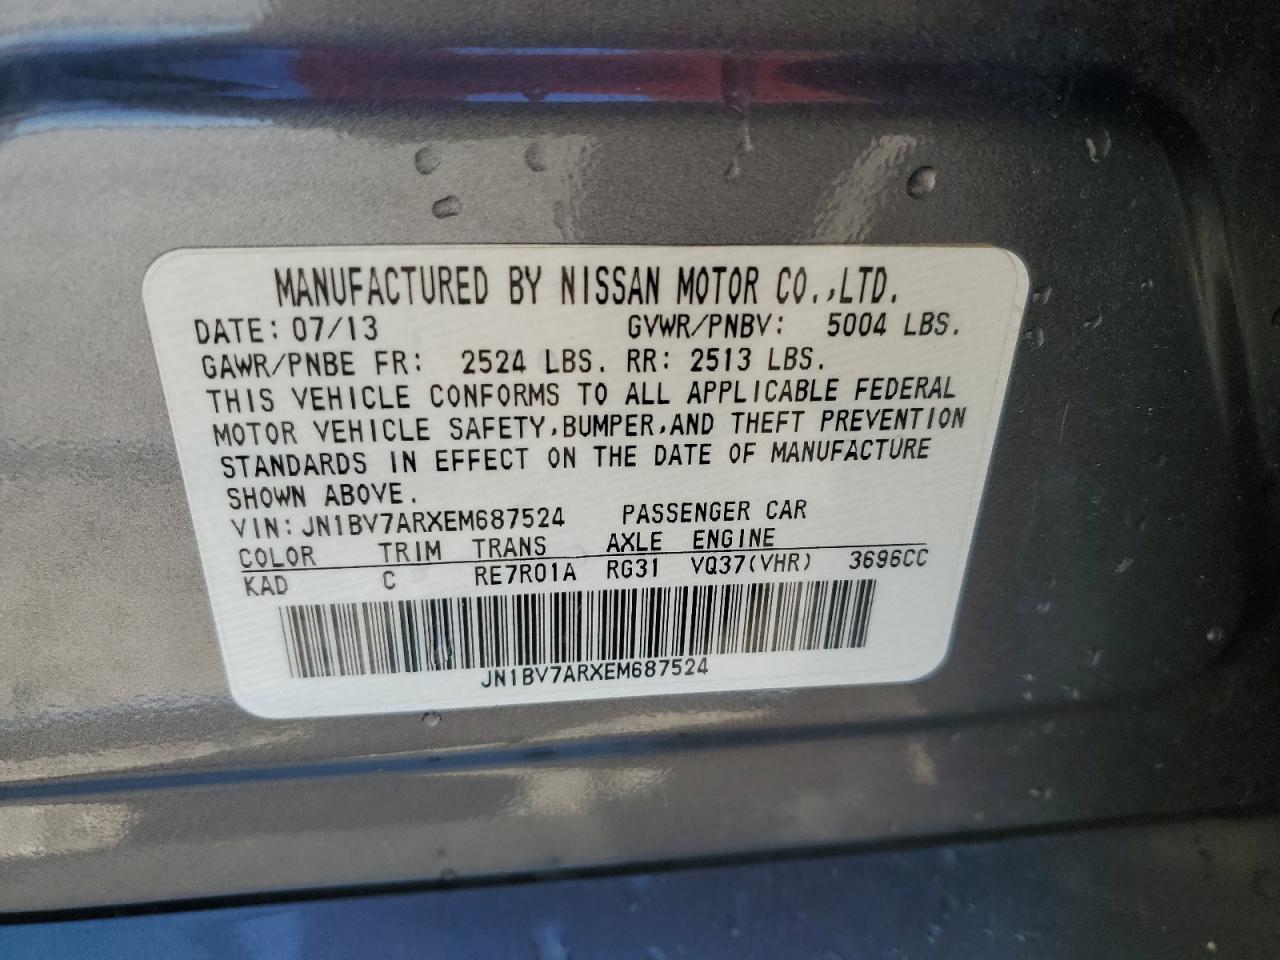 MANUFACTURED BY NISSAN MOTOR CO.,LTD.
DATE: 07/13 GVWR/PNBV: 5004 LBS.
GAWR/PNBE FR: 2524 LBS. RR: 2513 LBS.
THIS VEHICLE CONFORMS TO ALL APPLICABLE FEDERAL
MOTOR VEHICLE SAFETY,BUMPER,AND THEFT PREVENTION
STANDARDS IN EFFECT ON THE DATE OF MANUFACTURE
SHOWN ABOVE.
VIN: JN1BV7ARXEM687524 PASSENGER CAR
COLOR TRIM TRANS AXLE ENGINE
KAD C RE7R01A RG31 VQ37(VHR) 3696CC
JN1BV7ARXEM687524